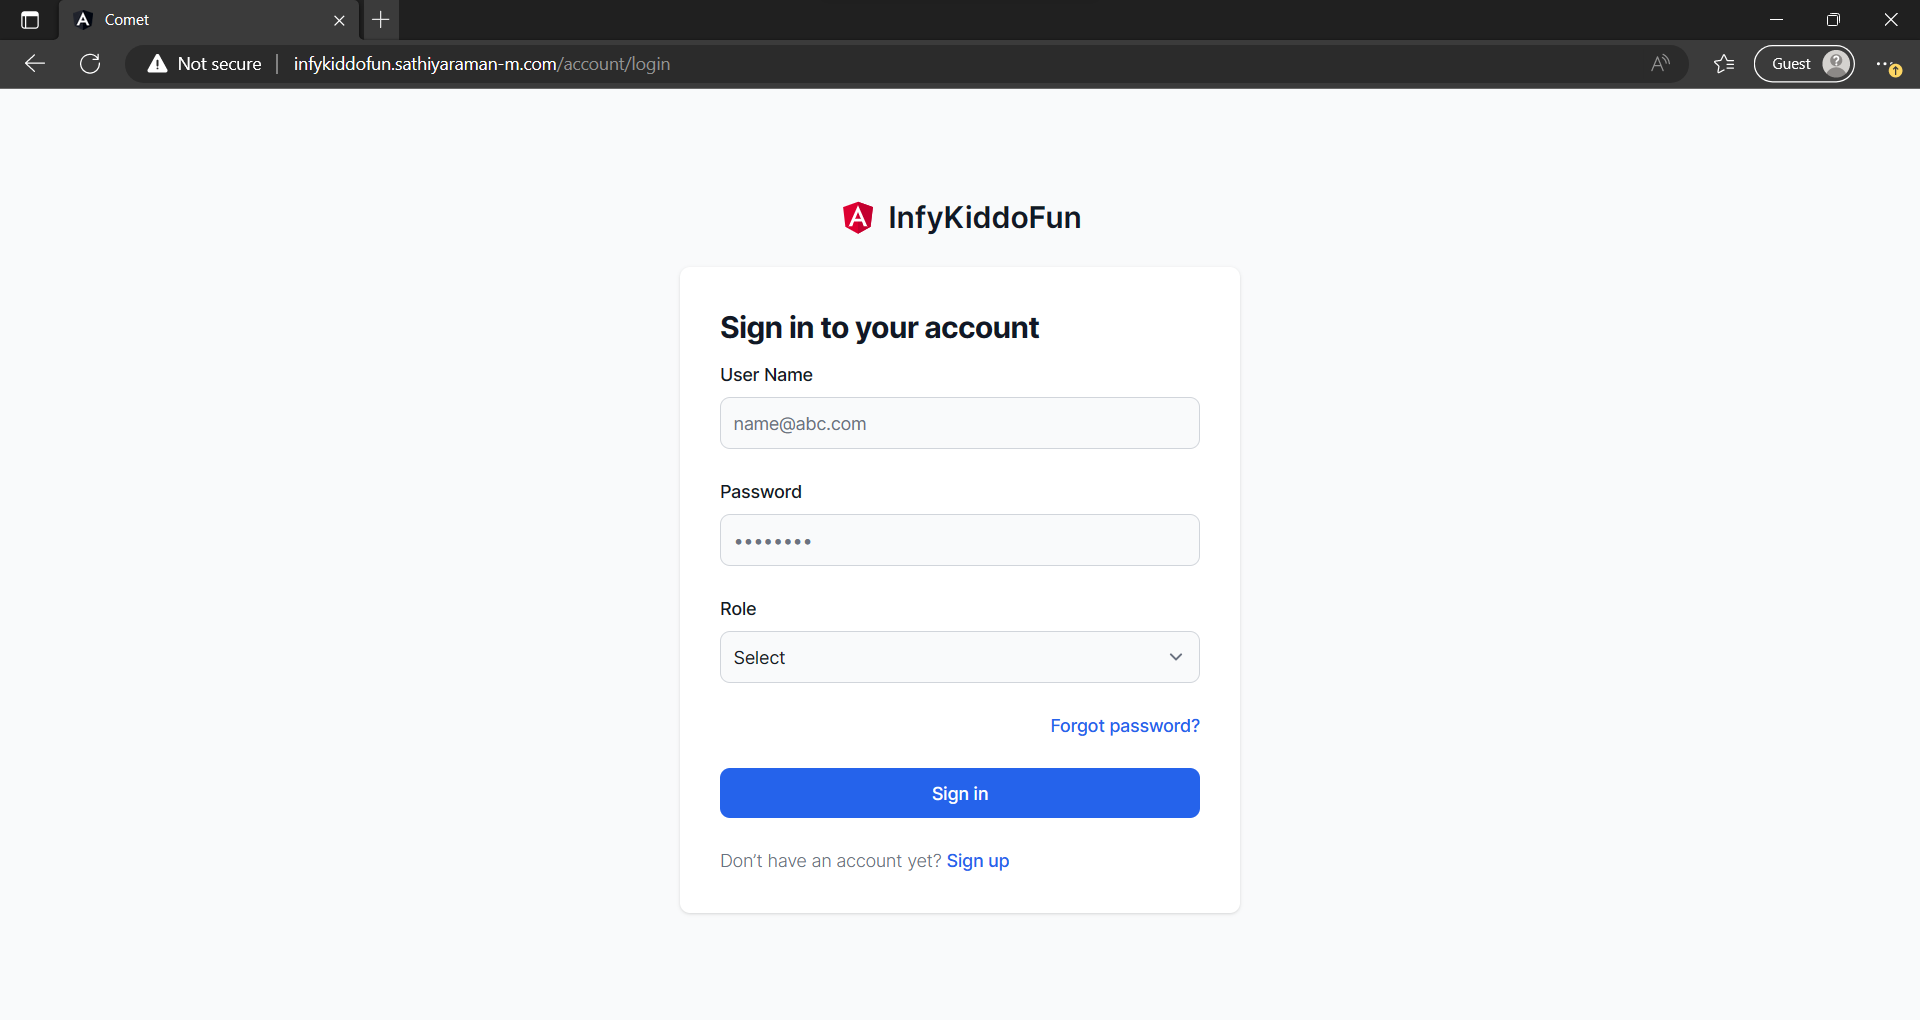 Comet
Not secure
infykiddofun.sathiyaraman-m.com/account/login
Guest
InfyKiddoFun
Sign in to your account
User Name
name@abc.com
Password
••••••••
Role
Select
Forgot password?
Sign in
Don't have an account yet? Sign up